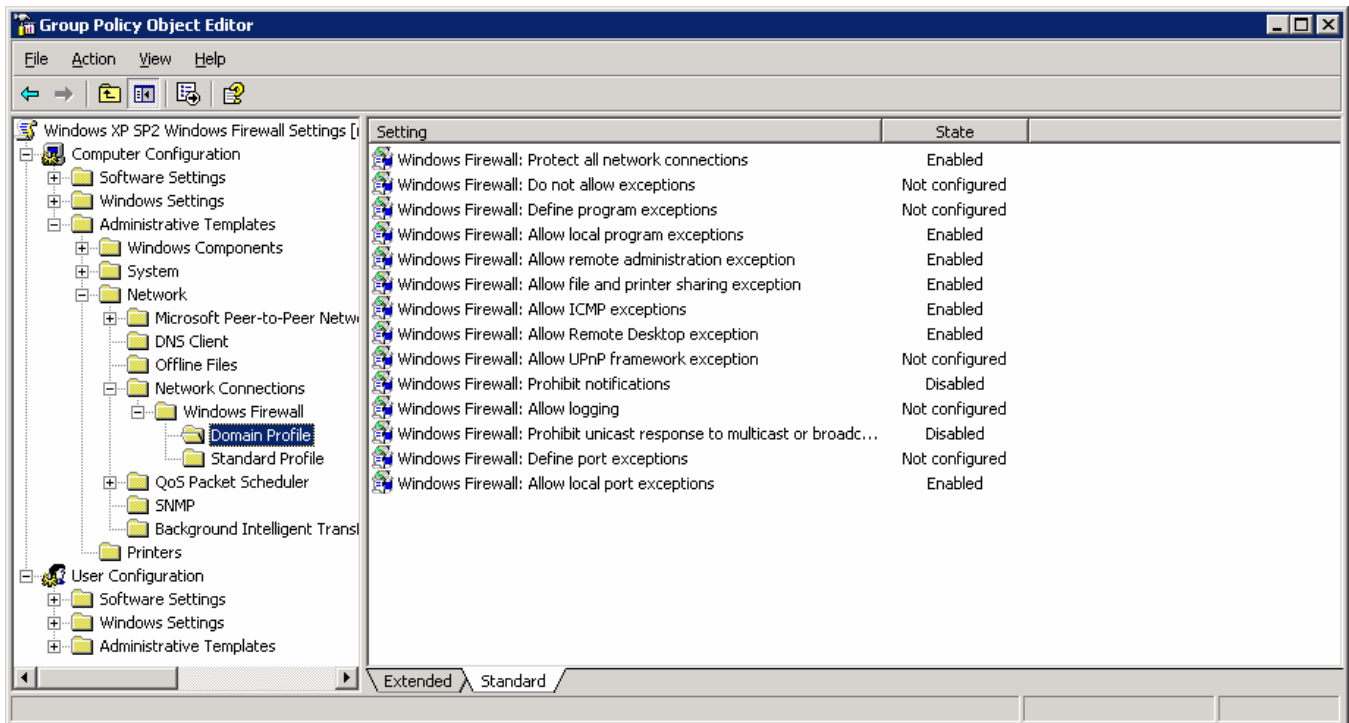 Group Policy Object Editor
File Action View Help
Windows XP SP2 Windows Firewall Settings [
Computer Configuration
Software Settings
Windows Settings
Administrative Templates
Windows Components
System
Network
Microsoft Peer-to-Peer Netw
DNS Client
Offline Files
Network Connections
Windows Firewall
Domain Profile
Standard Profile
QoS Packet Scheduler
SNMP
Background Intelligent Transf
Printers
User Configuration
Software Settings
Windows Settings
Administrative Templates
Setting State
Windows Firewall: Protect all network connections Enabled
Windows Firewall: Do not allow exceptions Not configured
Windows Firewall: Define program exceptions Not configured
Windows Firewall: Allow local program exceptions Enabled
Windows Firewall: Allow remote administration exception Enabled
Windows Firewall: Allow file and printer sharing exception Enabled
Windows Firewall: Allow ICMP exceptions Enabled
Windows Firewall: Allow Remote Desktop exception Enabled
Windows Firewall: Allow UPnP framework exception Not configured
Windows Firewall: Prohibit notifications Disabled
Windows Firewall: Allow logging Not configured
Windows Firewall: Prohibit unicast response to multicast or broadc... Disabled
Windows Firewall: Define port exceptions Not configured
Windows Firewall: Allow local port exceptions Enabled
Extended Standard